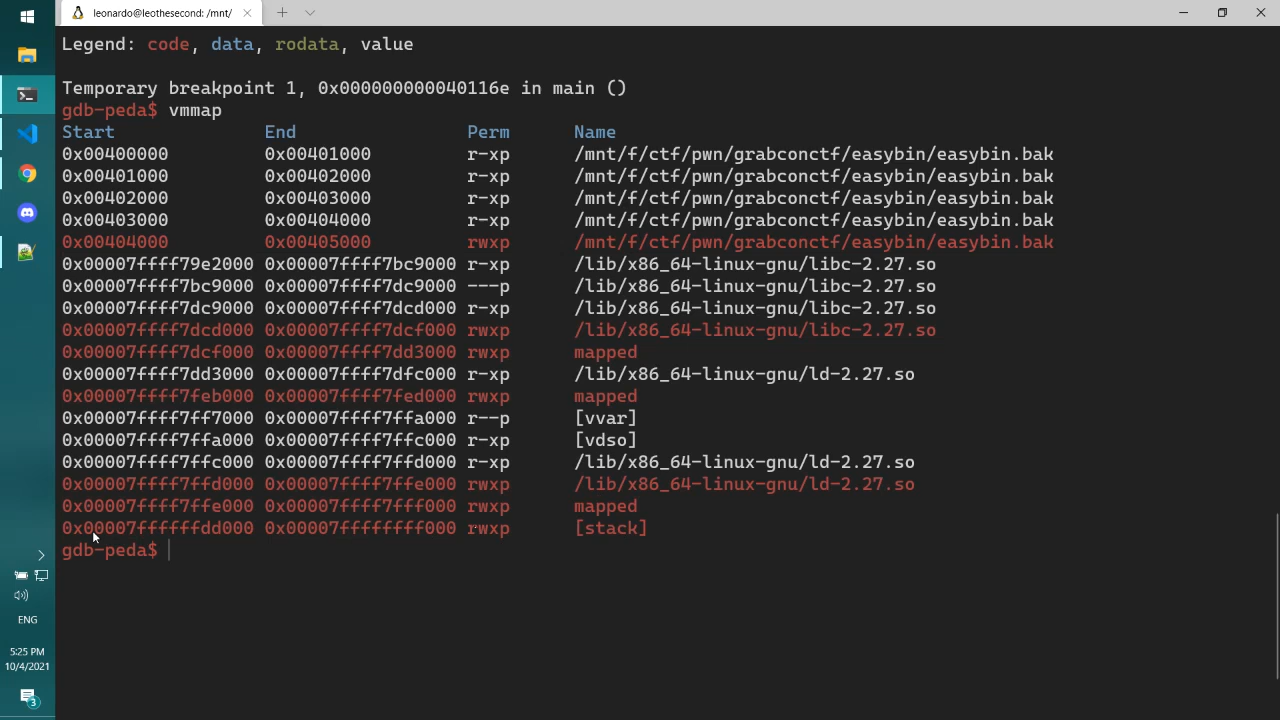 leonardo@leothesecond: /mnt/
Legend: code, data, rodata, value
Temporary breakpoint 1, 0x000000000040116e in main ()
gdb-peda$ vmmap
Start End Perm Name
0x00400000 0x00401000 r-xp /mnt/f/ctf/pwn/grabconctf/easybin/easybin.bak
0x00401000 0x00402000 r-xp /mnt/f/ctf/pwn/grabconctf/easybin/easybin.bak
0x00402000 0x00403000 r-xp /mnt/f/ctf/pwn/grabconctf/easybin/easybin.bak
0x00403000 0x00404000 r-xp /mnt/f/ctf/pwn/grabconctf/easybin/easybin.bak
0x00404000 0x00405000 rwxp /mnt/f/ctf/pwn/grabconctf/easybin/easybin.bak
0x00007ffff79e2000 0x00007ffff7bc9000 r-xp /lib/x86_64-linux-gnu/libc-2.27.so
0x00007ffff7bc9000 0x00007ffff7dc9000 ---p /lib/x86_64-linux-gnu/libc-2.27.so
0x00007ffff7dc9000 0x00007ffff7dcd000 r-xp /lib/x86_64-linux-gnu/libc-2.27.so
0x00007ffff7dcd000 0x00007ffff7dcf000 rwxp /lib/x86_64-linux-gnu/libc-2.27.so
0x00007ffff7dcf000 0x00007ffff7dd3000 rwxp mapped
0x00007ffff7dd3000 0x00007ffff7dfc000 r-xp /lib/x86_64-linux-gnu/ld-2.27.so
0x00007ffff7feb000 0x00007ffff7fed000 rwxp mapped
0x00007ffff7ff7000 0x00007ffff7ffa000 r--p [vvar]
0x00007ffff7ffa000 0x00007ffff7ffc000 r-xp [vdso]
0x00007ffff7ffc000 0x00007ffff7ffd000 r-xp /lib/x86_64-linux-gnu/ld-2.27.so
0x00007ffff7ffd000 0x00007ffff7ffe000 rwxp /lib/x86_64-linux-gnu/ld-2.27.so
0x00007ffff7ffe000 0x00007ffff7fff000 rwxp mapped
0x00007ffffffdd000 0x00007ffffffff000 rwxp [stack]
gdb-peda$
ENG
5:25 PM
10/4/2021
3